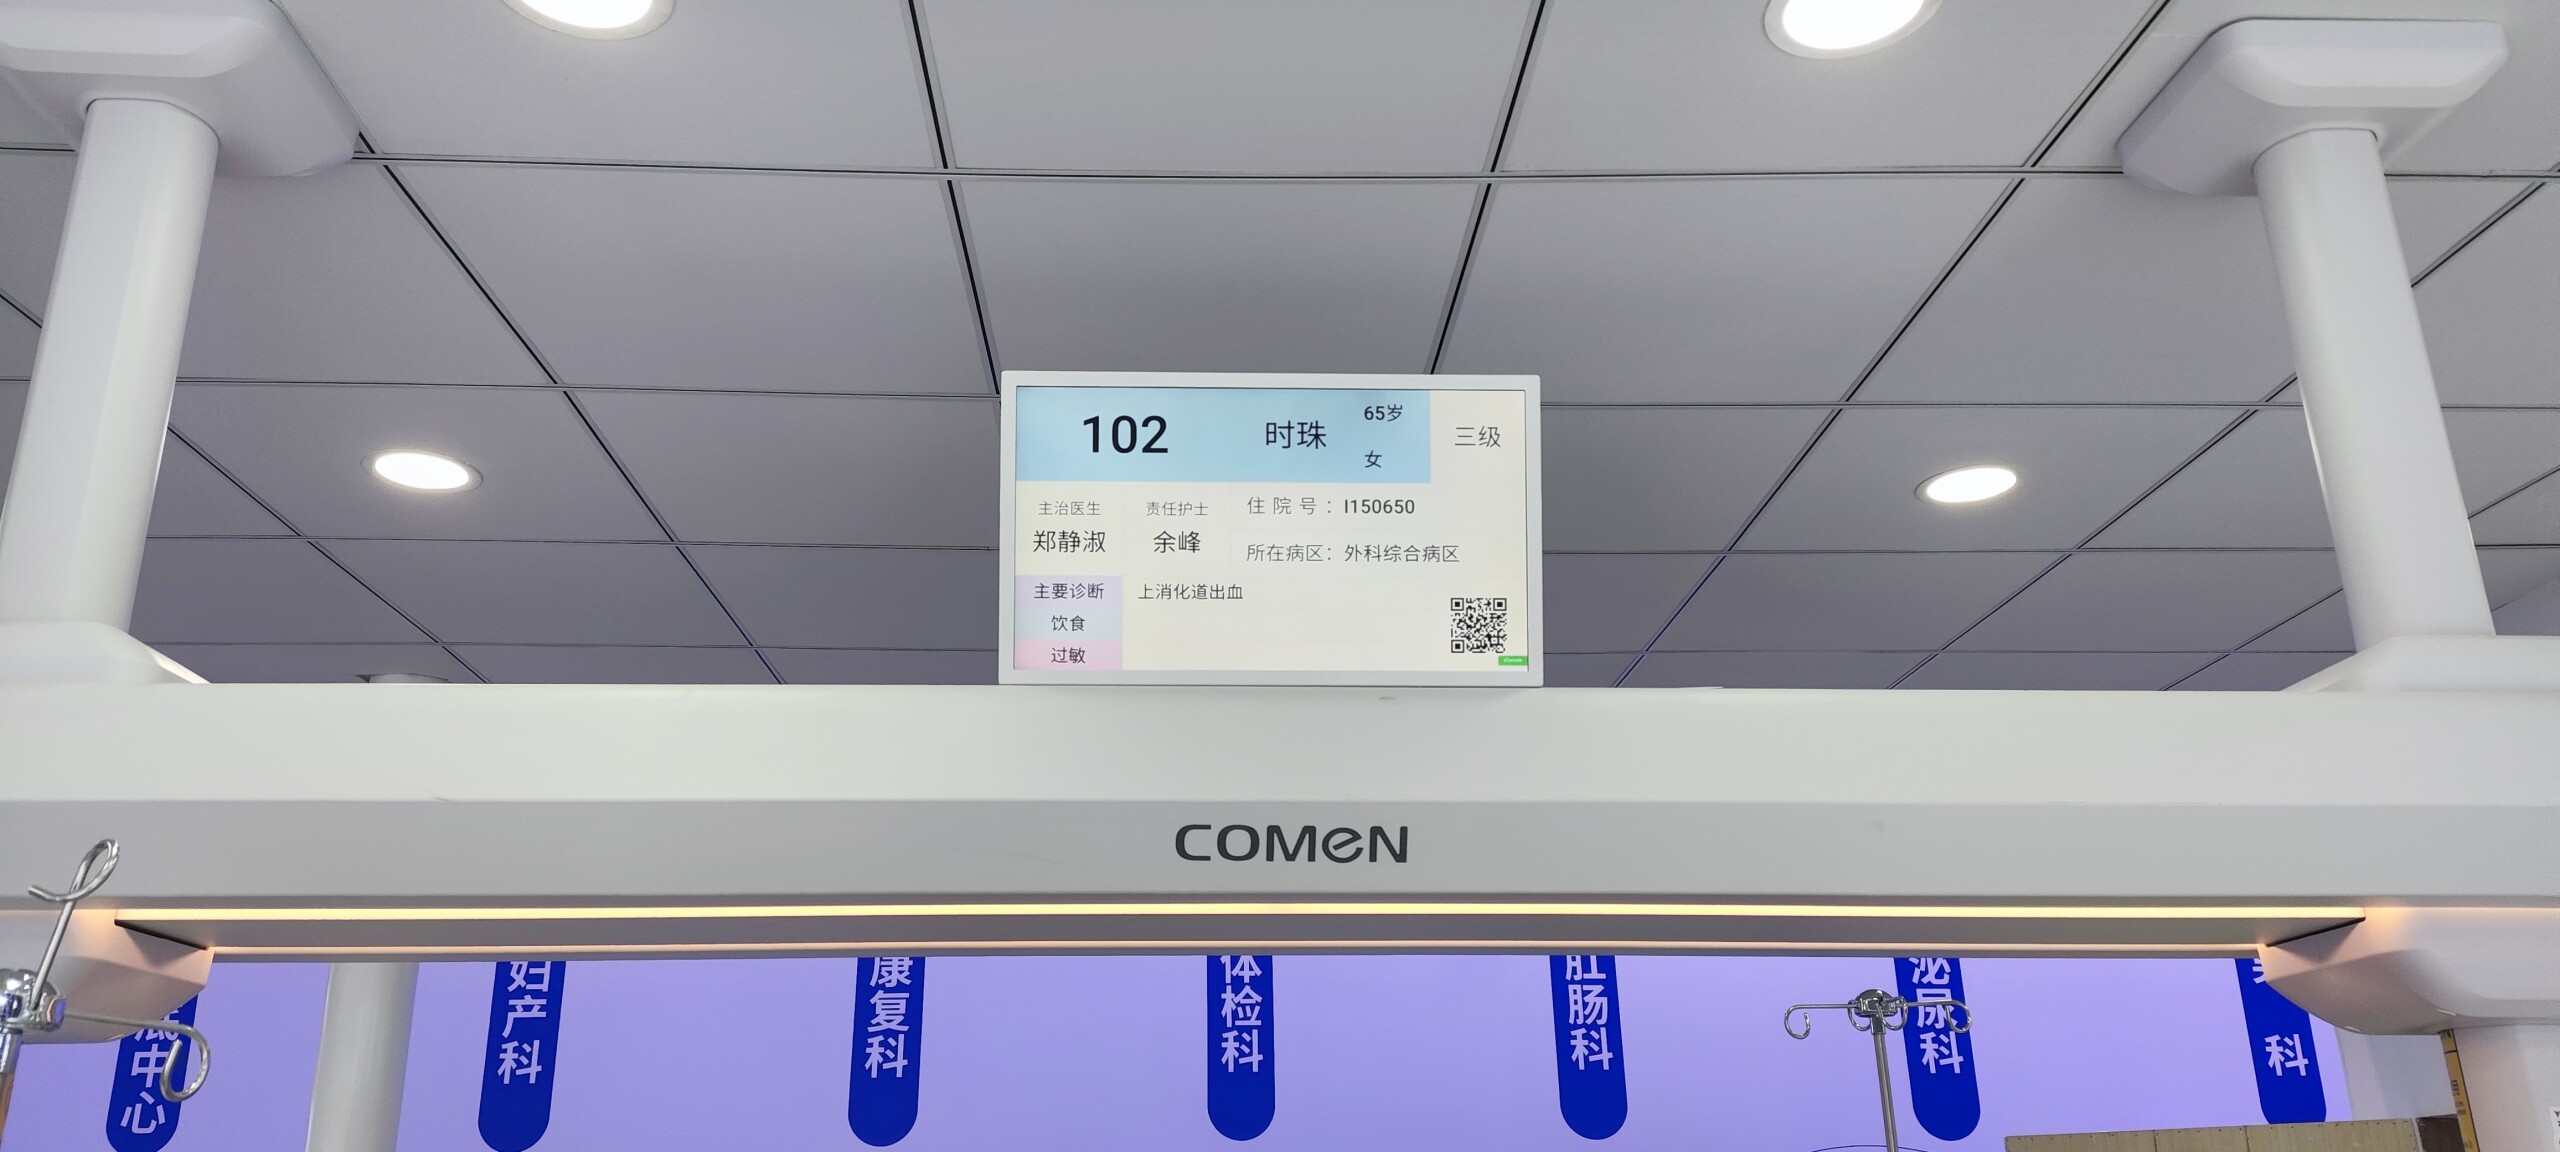 102
时珠
65岁
女
三级
主治医生
郑静淑
责任护士
余峰
住院号：I150650
所在病区：外科综合病区
主要诊断
上消化道出血
饮食
过敏
COMeN
底中心
妇产科
康复科
体检科
肛肠科
泌尿科
科